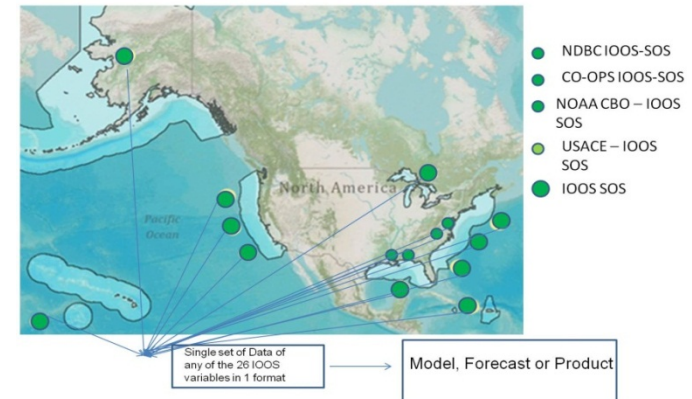 NDBC IOOS-SOS
CO-OPS IOOS-SOS
NOAA CBO – IOOS
SOS
USACE – IOOS
SOS
IOOS SOS
North America
Pacific
Ocean
Single set of Data of
any of the 26 IOOS
variables in 1 format
Model, Forecast or Product